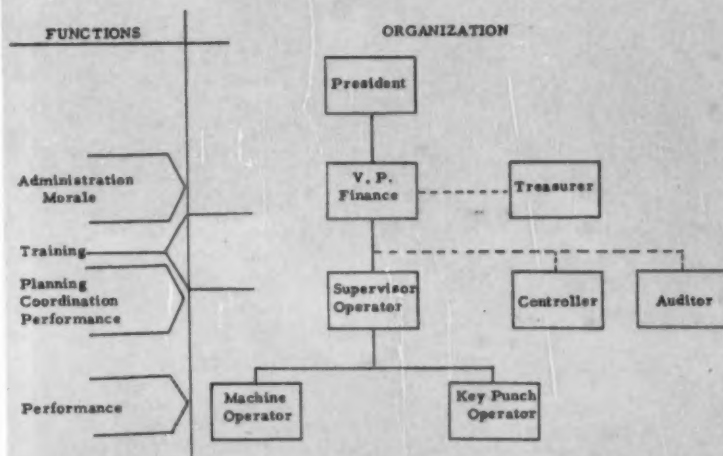 FUNCTIONS
ORGANIZATION
President
Administration
Morale
V. P.
Finance
Treasurer
Training
Planning
Coordination
Performance
Supervisor
Operator
Controller
Auditor
Performance
Machine
Operator
Key Punch
Operator